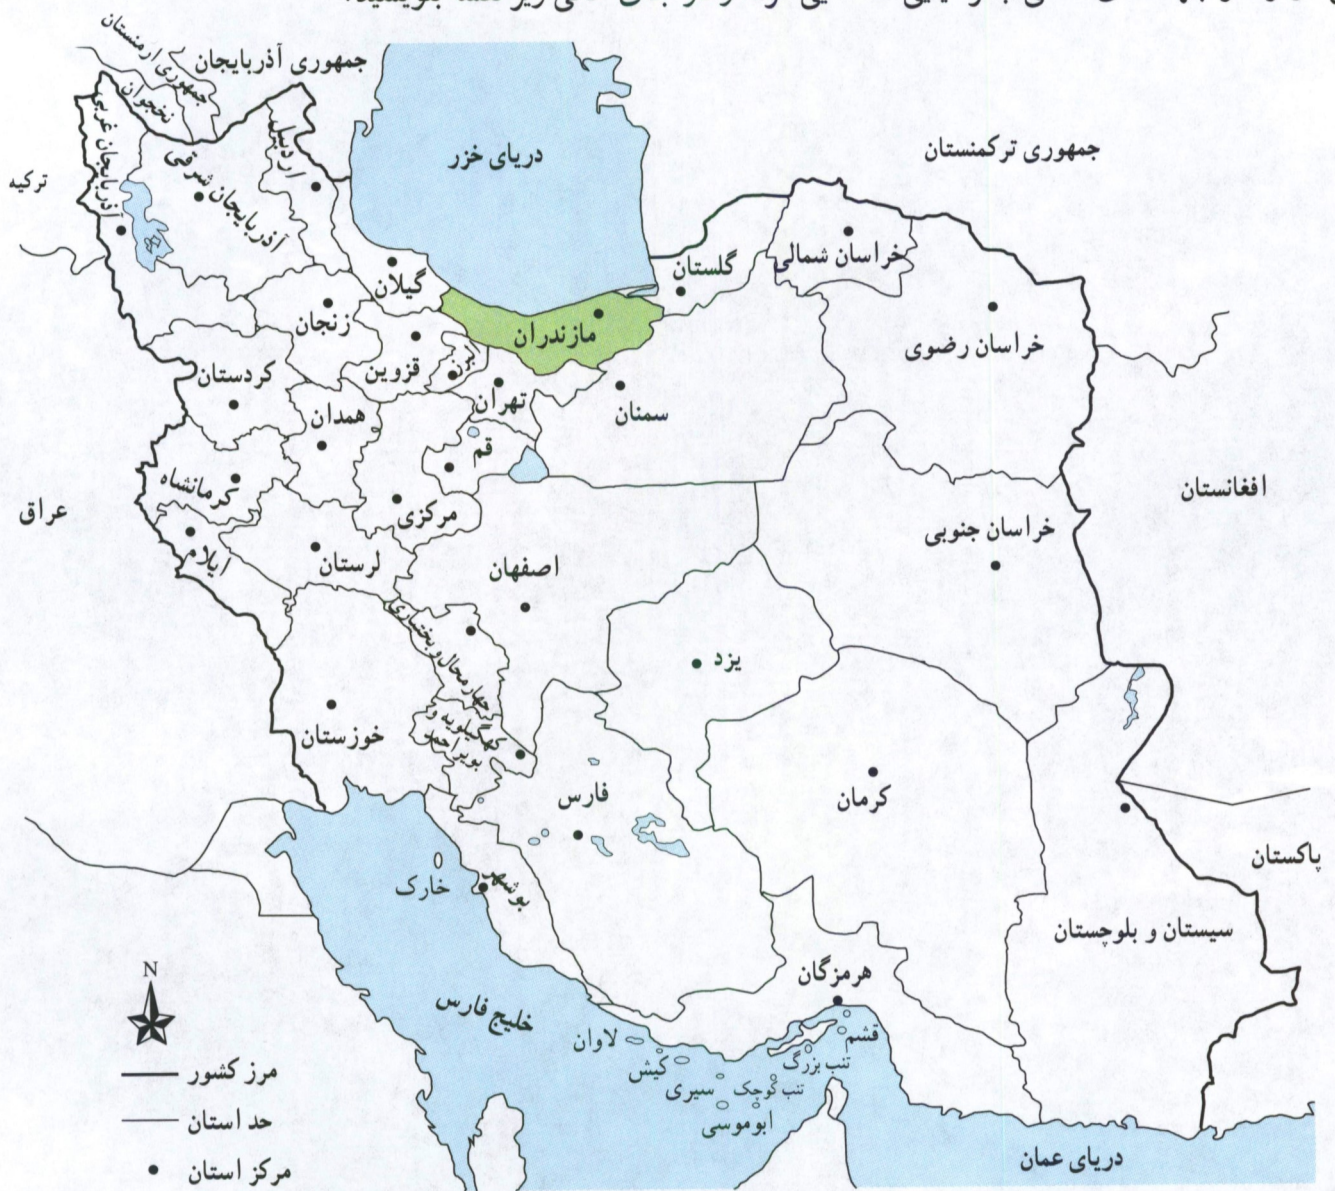 جمهوری ارمنستان
جمهوری آذربایجان
نخجوان
دریای خزر
جمهوری ترکمنستان
ترکیه
آذربایجان غربی
آذربایجان شرقی
اردبیل
گیلان
گلستان
خراسان شمالی
زنجان
مازندران
خراسان رضوی
قزوین
البرز
کردستان
تهران
سمنان
همدان
قم
کرمانشاه
مرکزی
افغانستان
عراق
خراسان جنوبی
ایلام
لرستان
اصفهان
چهارمحال و بختیاری
یزد
کهگیلویه و
بویراحمد
خوزستان
فارس
کرمان
پاکستان
خارک
بوشهر
سیستان و بلوچستان
هرمزگان
N
خلیج فارس
قشم
لاوان
کیش
تنب بزرگ
سیری
تنب کوچک
ابوموسی
دریای عمان
مرز کشور
حد استان
مرکز استان